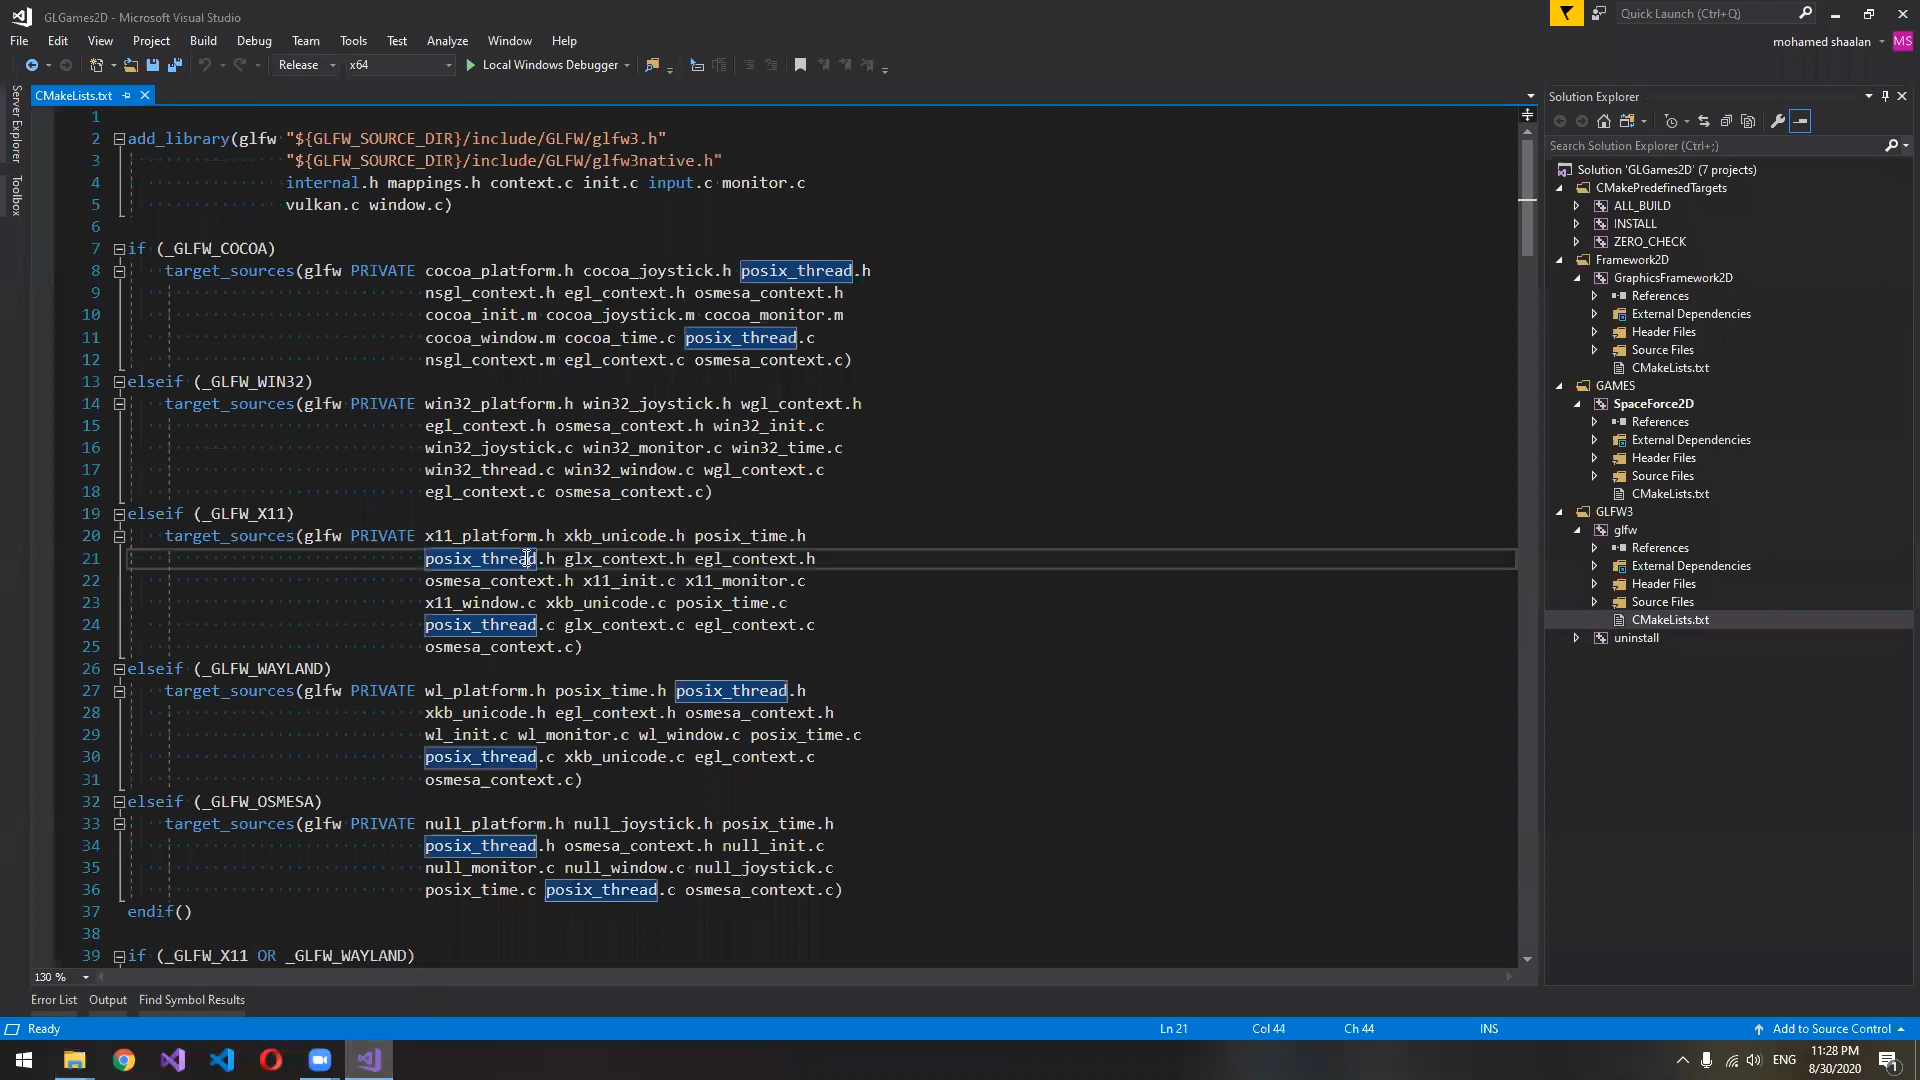 GLGames2D - Microsoft Visual Studio
Quick Launch (Ctrl+Q)
File Edit View Project Build Debug Team Tools Test Analyze Window Help
mohamed shaalan MS
Release x64 Local Windows Debugger
Server Explorer
Toolbox
CMakeLists.txt
1
2 add_library(glfw "${GLFW_SOURCE_DIR}/include/GLFW/glfw3.h"
3 "${GLFW_SOURCE_DIR}/include/GLFW/glfw3native.h"
4 internal.h mappings.h context.c init.c input.c monitor.c
5 vulkan.c window.c)
6
7 if (_GLFW_COCOA)
8 target_sources(glfw PRIVATE cocoa_platform.h cocoa_joystick.h posix_thread.h
9 nsgl_context.h egl_context.h osmesa_context.h
10 cocoa_init.m cocoa_joystick.m cocoa_monitor.m
11 cocoa_window.m cocoa_time.c posix_thread.c
12 nsgl_context.m egl_context.c osmesa_context.c)
13 elseif (_GLFW_WIN32)
14 target_sources(glfw PRIVATE win32_platform.h win32_joystick.h wgl_context.h
15 egl_context.h osmesa_context.h win32_init.c
16 win32_joystick.c win32_monitor.c win32_time.c
17 win32_thread.c win32_window.c wgl_context.c
18 egl_context.c osmesa_context.c)
19 elseif (_GLFW_X11)
20 target_sources(glfw PRIVATE x11_platform.h xkb_unicode.h posix_time.h
21 posix_thread.h glx_context.h egl_context.h
22 osmesa_context.h x11_init.c x11_monitor.c
23 x11_window.c xkb_unicode.c posix_time.c
24 posix_thread.c glx_context.c egl_context.c
25 osmesa_context.c)
26 elseif (_GLFW_WAYLAND)
27 target_sources(glfw PRIVATE wl_platform.h posix_time.h posix_thread.h
28 xkb_unicode.h egl_context.h osmesa_context.h
29 wl_init.c wl_monitor.c wl_window.c posix_time.c
30 posix_thread.c xkb_unicode.c egl_context.c
31 osmesa_context.c)
32 elseif (_GLFW_OSMESA)
33 target_sources(glfw PRIVATE null_platform.h null_joystick.h posix_time.h
34 posix_thread.h osmesa_context.h null_init.c
35 null_monitor.c null_window.c null_joystick.c
36 posix_time.c posix_thread.c osmesa_context.c)
37 endif()
38
39 if (_GLFW_X11 OR _GLFW_WAYLAND)
130 %
Solution Explorer
Search Solution Explorer (Ctrl+;)
Solution 'GLGames2D' (7 projects)
CMakePredefinedTargets
ALL_BUILD
INSTALL
ZERO_CHECK
Framework2D
GraphicsFramework2D
References
External Dependencies
Header Files
Source Files
CMakeLists.txt
GAMES
SpaceForce2D
References
External Dependencies
Header Files
Source Files
CMakeLists.txt
GLFW3
glfw
References
External Dependencies
Header Files
Source Files
CMakeLists.txt
uninstall
Error List Output Find Symbol Results
Ready Ln 21 Col 44 Ch 44 INS Add to Source Control
ENG
11:28 PM
8/30/2020
1